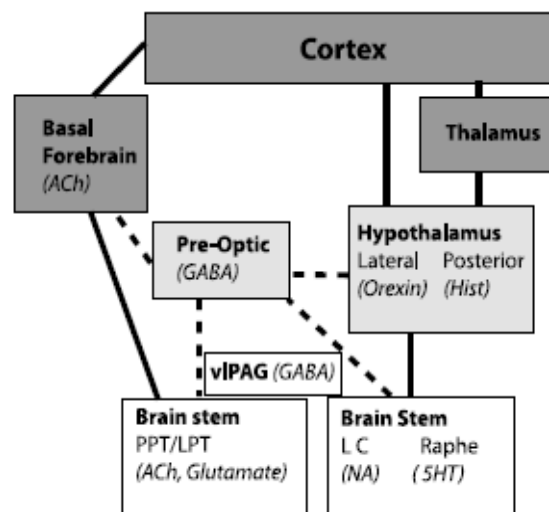 Cortex
Basal
Forebrain
(ACh)
Thalamus
Pre-Optic
(GABA)
Hypothalamus
Lateral Posterior
(Orexin) (Hist)
vlPAG (GABA)
Brain stem
PPT/LPT
(ACh, Glutamate)
Brain Stem
L C Raphe
(NA) ( 5HT)